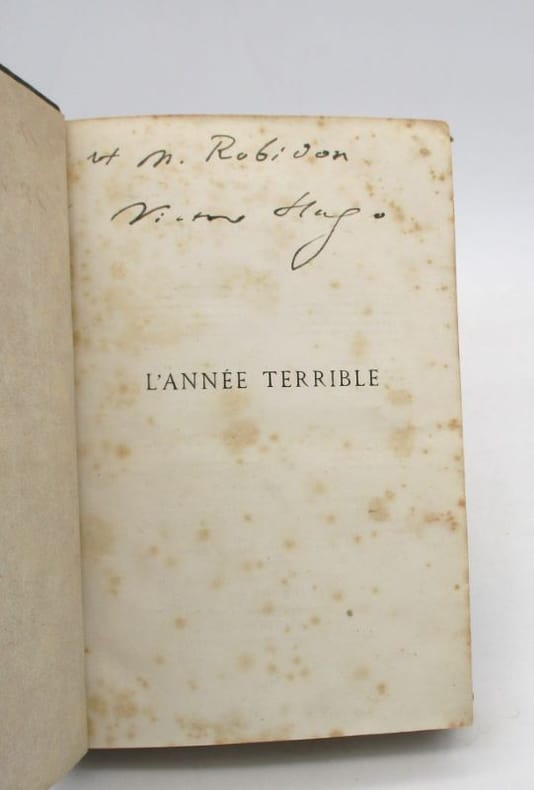 à M. Robidon
Victor Hugo
L'ANNÉE TERRIBLE